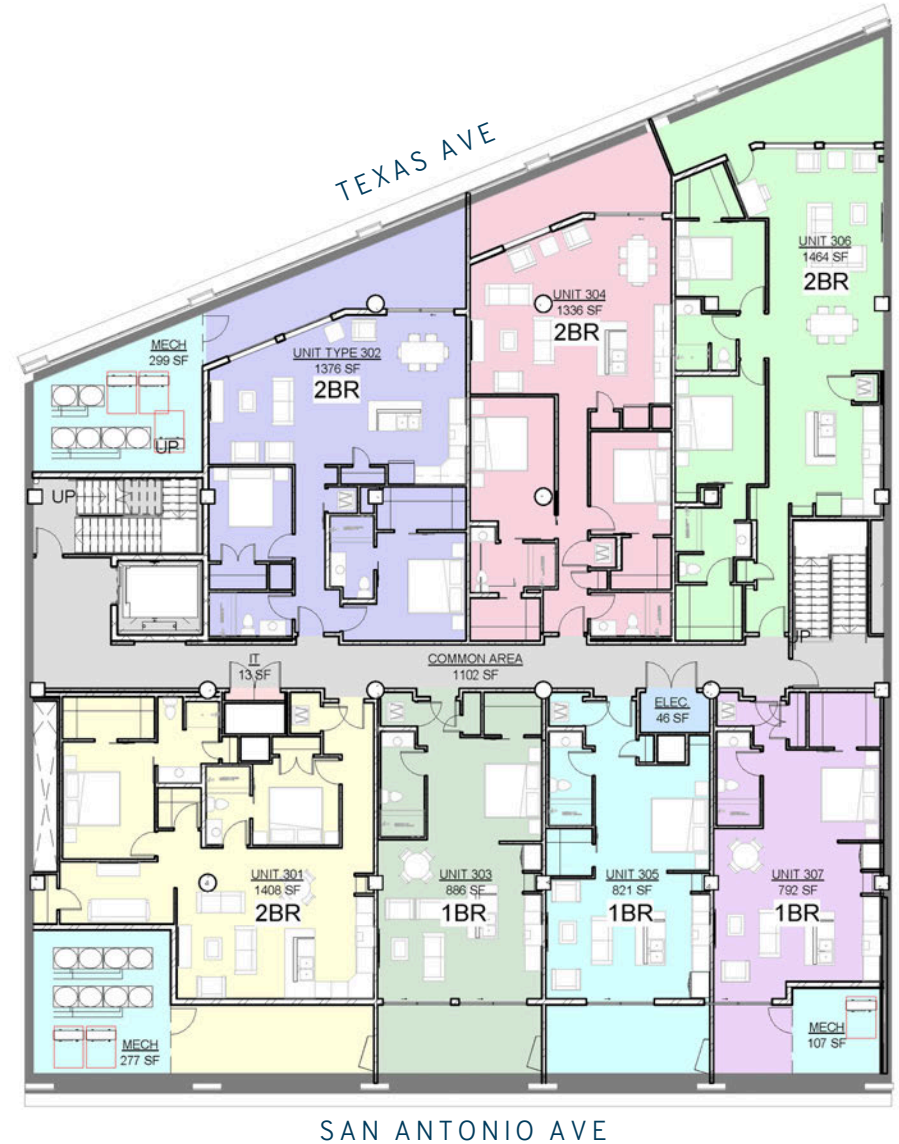 TEXAS AVE
UNIT 306
1464 SF
2BR
UNIT 304
1336 SF
2BR
MECH
299 SF
UNIT TYPE 302
1376 SF
2BR
W
UP
UP
W
W
UP
IT
13 SF
COMMON AREA
1102 SF
ELEC
46 SF
W
W
W
W
UNIT 301
1408 SF
2BR
UNIT 303
886 SF
1BR
UNIT 305
821 SF
1BR
UNIT 307
792 SF
1BR
MECH
277 SF
MECH
107 SF
SAN ANTONIO AVE